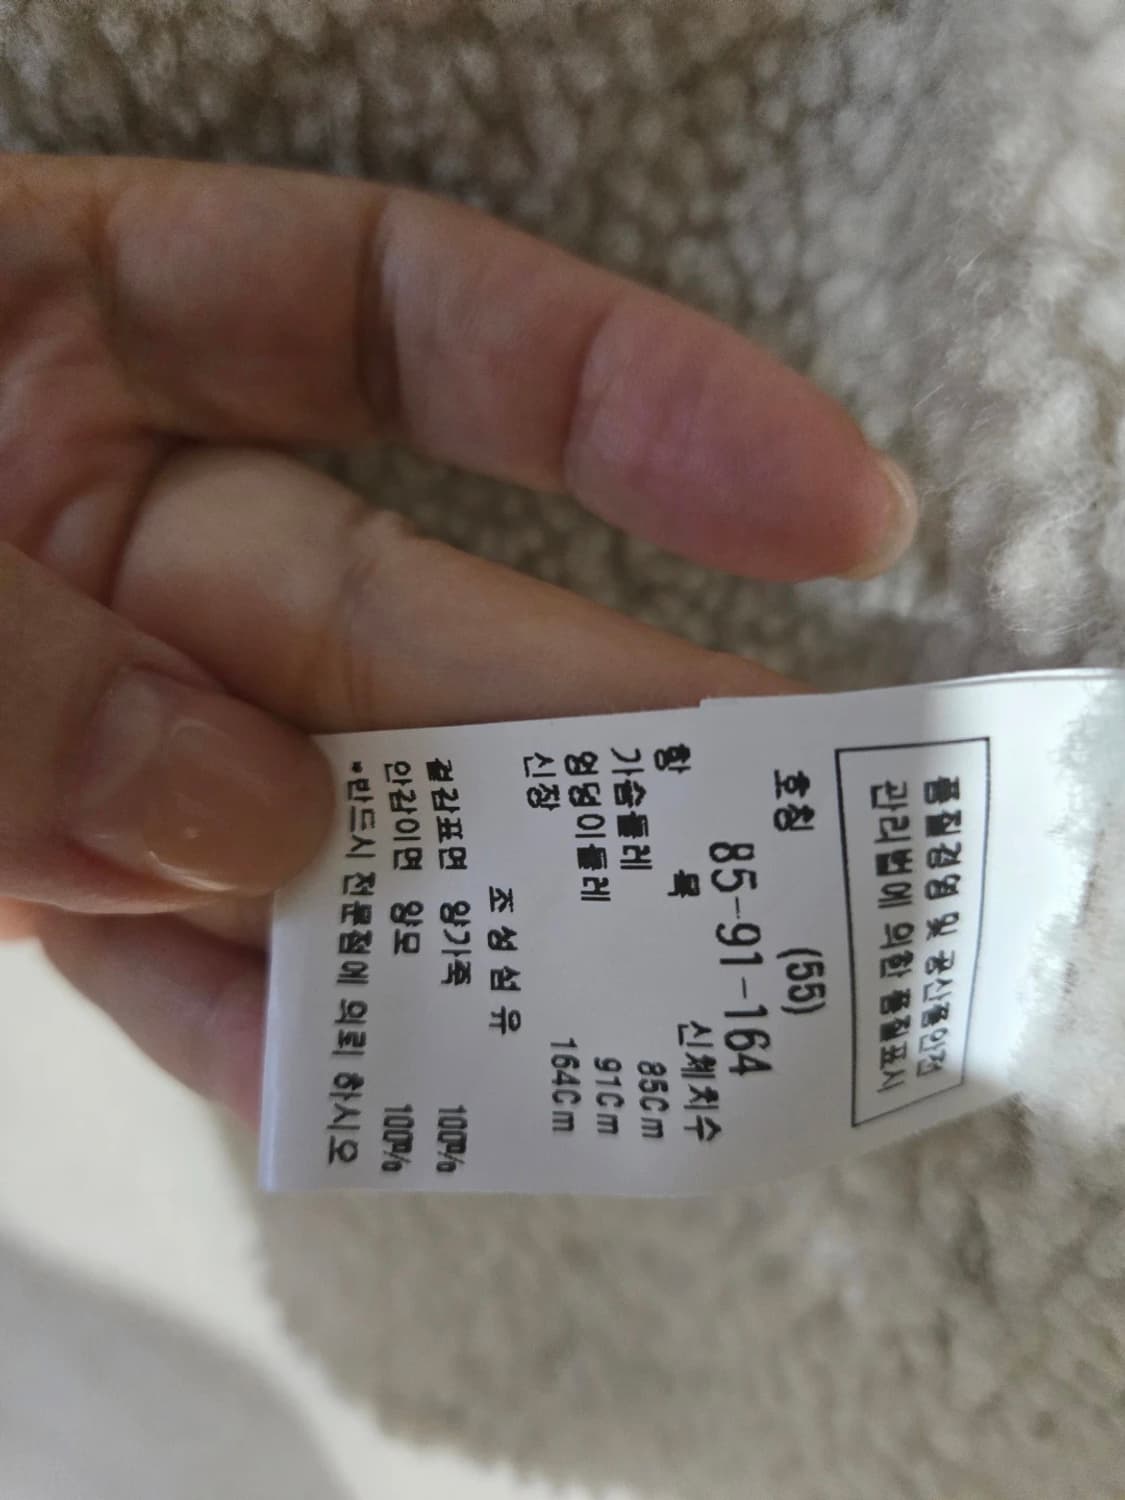 품질경영 및 공산품안전
관리법에 의한 품질표시
호칭 (55)
85-91-164
항 목 신체치수
가슴둘레 85Cm
엉덩이둘레 91Cm
신장 164Cm
조성섬유
겉감표면 양가죽 100%
안감이면 양모 100%
*반드시 전문점에 의뢰 하시오